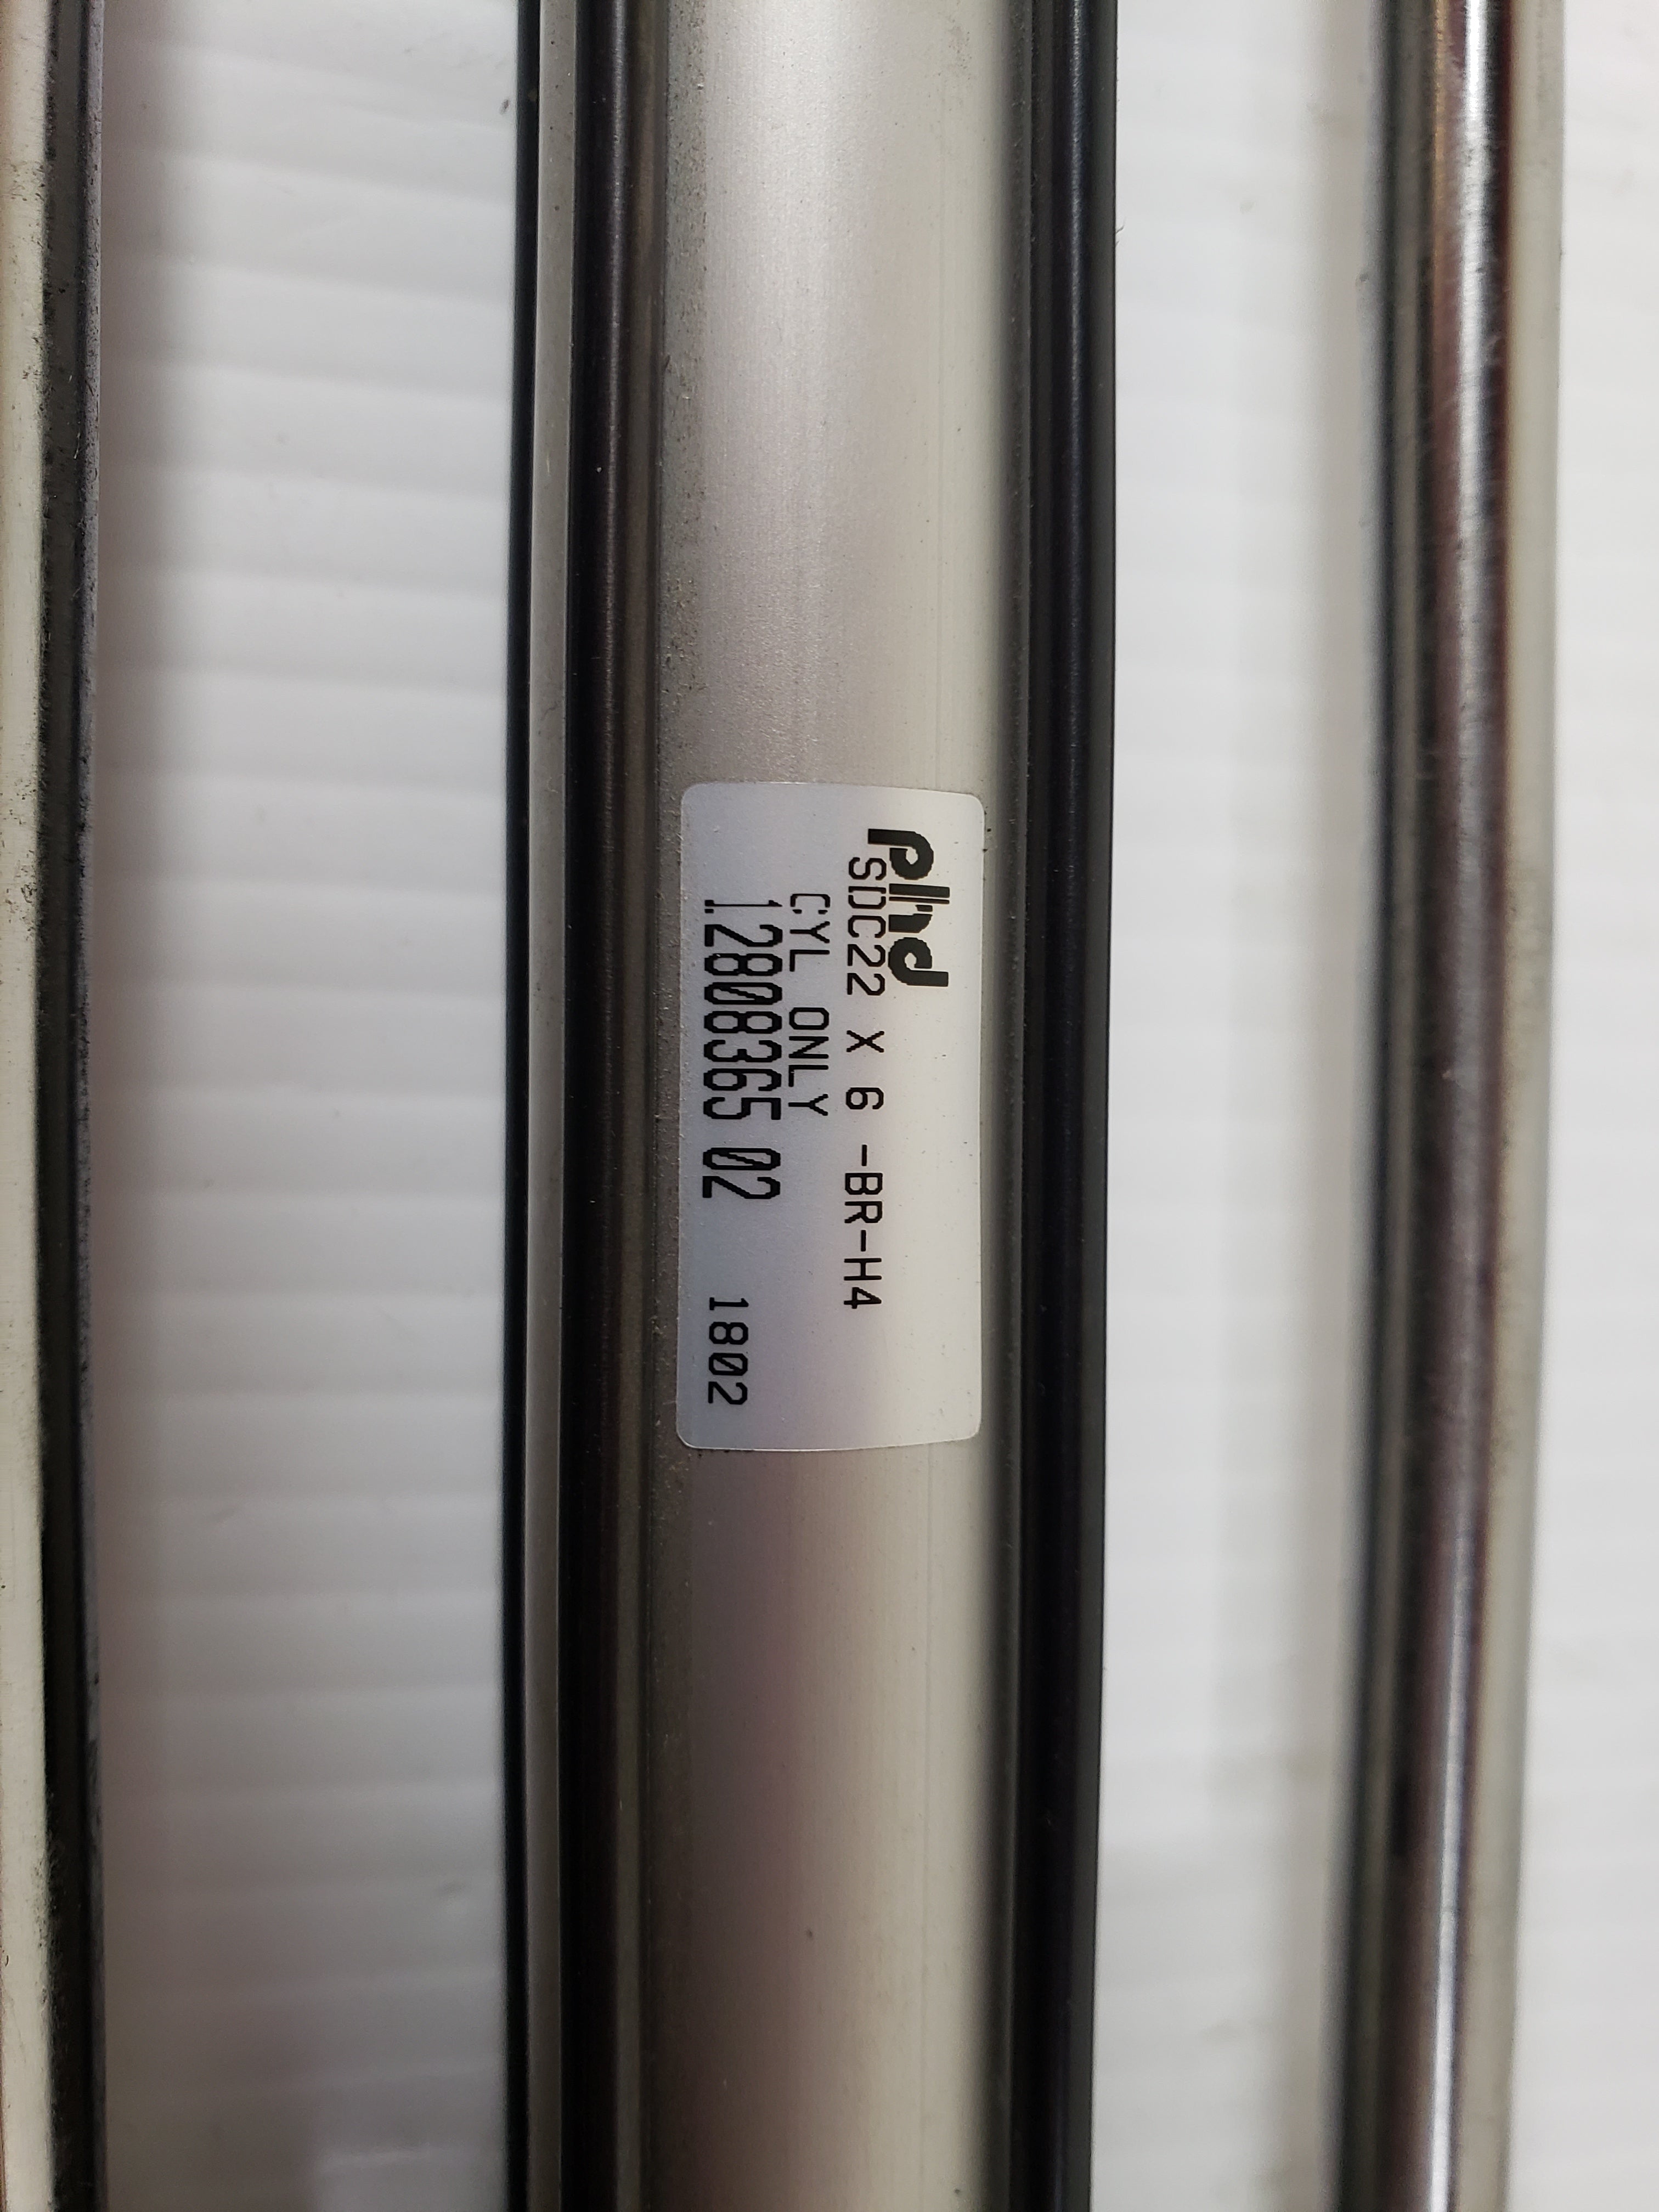 phd
SDC22 X 6 -BR-H4
CYL ONLY
12808365 02 1802